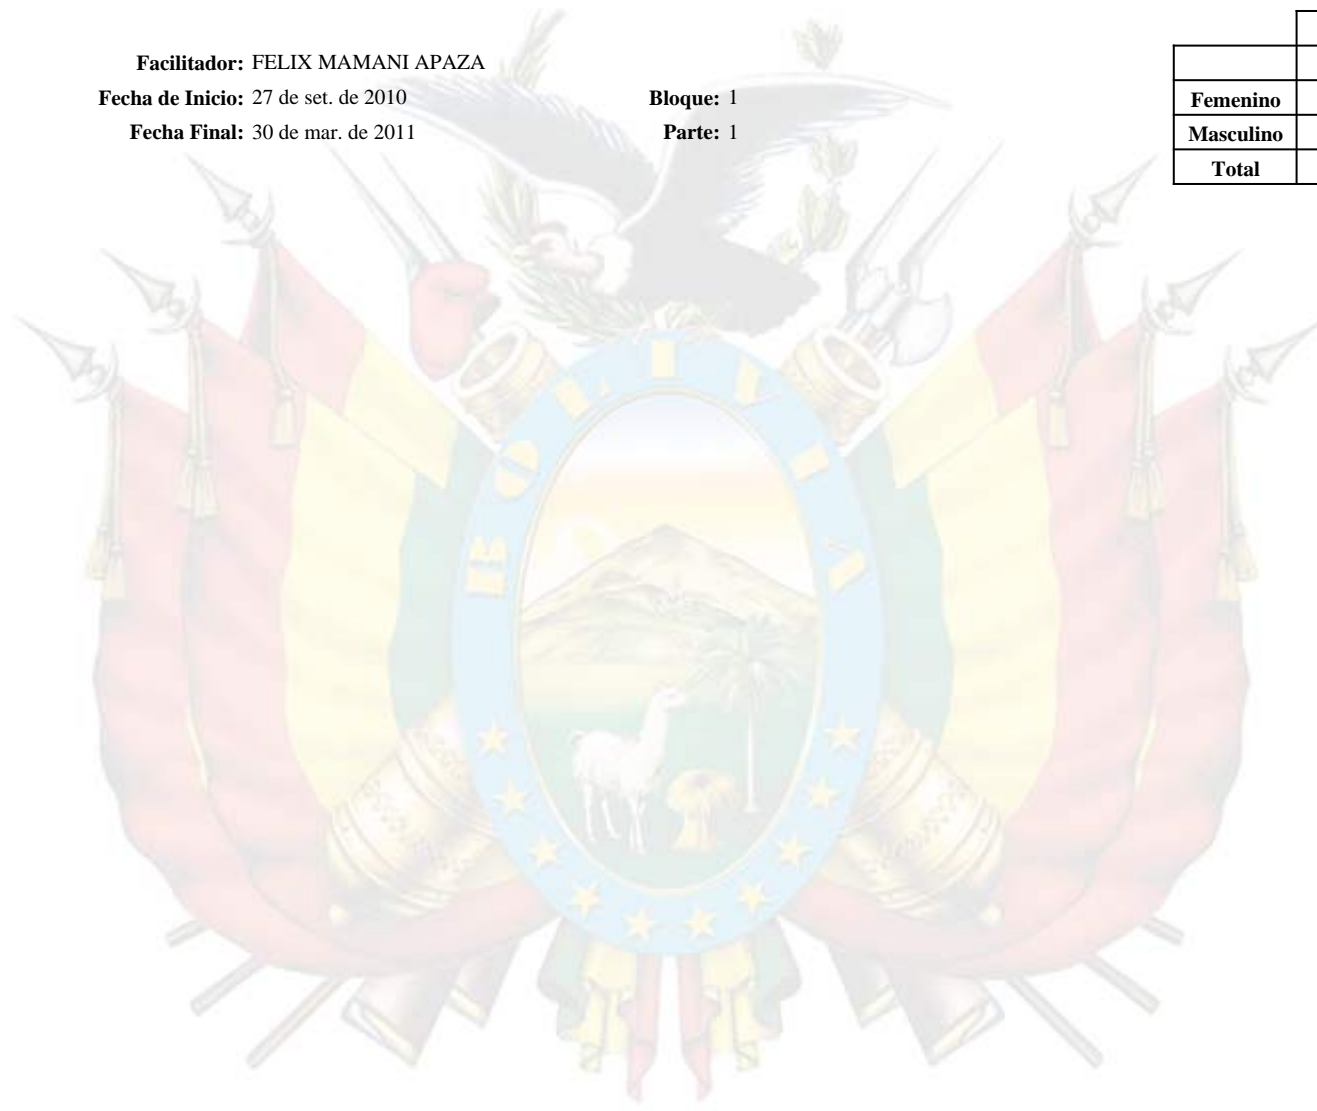 Facilitador: FELIX MAMANI APAZA
Fecha de Inicio: 27 de set. de 2010 Bloque: 1
Fecha Final: 30 de mar. de 2011 Parte: 1
Femenino
Masculino
Total
BOLIVIA